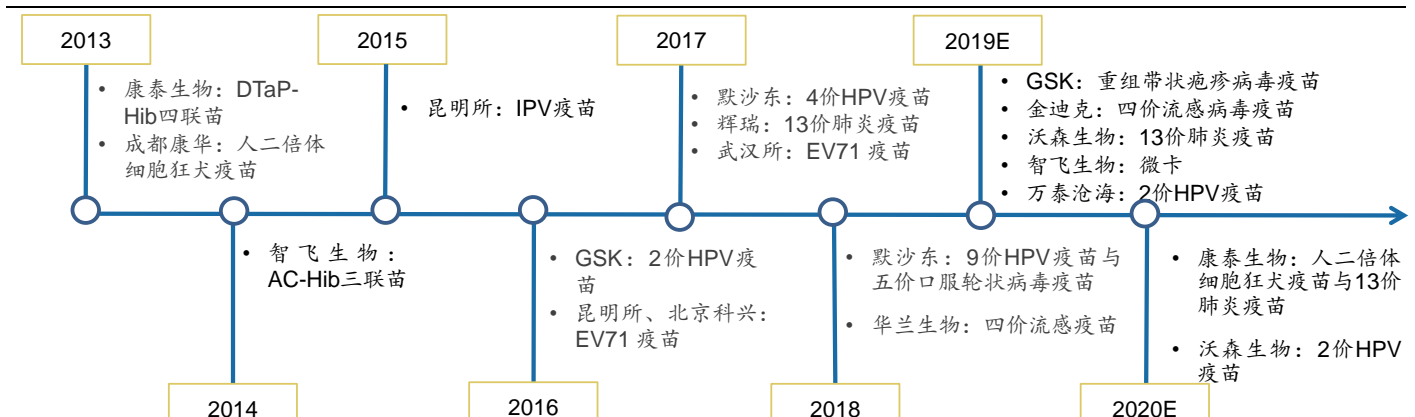 2013
• 康泰生物：DTaP-
Hib四联苗
• 成都康华：人二倍体
细胞狂犬疫苗
2014
• 智飞生物：
AC-Hib三联苗
2015
• 昆明所：IPV疫苗
2016
• GSK：2价HPV疫
苗
• 昆明所、北京科兴：
EV71 疫苗
2017
• 默沙东：4价HPV疫苗
• 辉瑞：13价肺炎疫苗
• 武汉所：EV71 疫苗
2018
• 默沙东：9价HPV疫苗与
五价口服轮状病毒疫苗
• 华兰生物：四价流感疫苗
2019E
• GSK：重组带状疱疹病毒疫苗
• 金迪克：四价流感病毒疫苗
• 沃森生物：13价肺炎疫苗
• 智飞生物：微卡
• 万泰沧海：2价HPV疫苗
2020E
• 康泰生物：人二倍体
细胞狂犬疫苗与13价
肺炎疫苗
• 沃森生物：2价HPV
疫苗